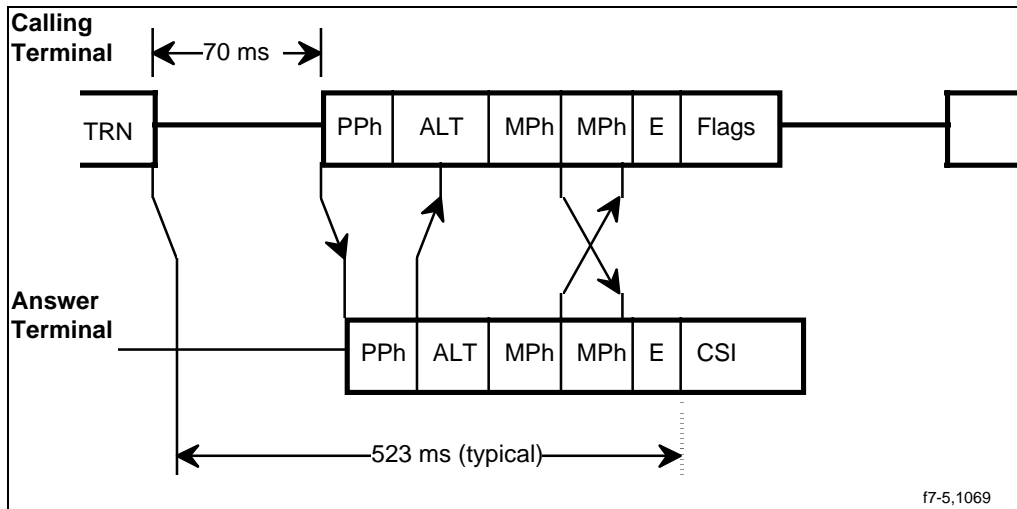 Calling
Terminal
70 ms
TRN PPh ALT MPh MPh E Flags
Answer
Terminal
PPh ALT MPh MPh E CSI
523 ms (typical)
f7-5,1069